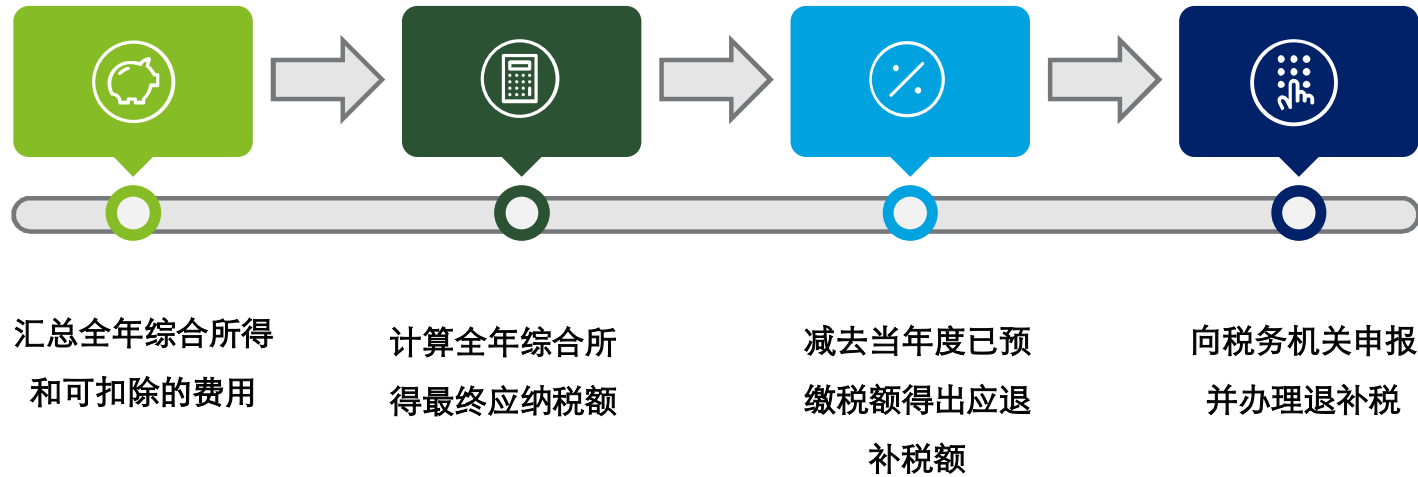 汇总全年综合所得
和可扣除的费用
计算全年综合所
得最终应纳税额
减去当年度已预
缴税额得出应退
补税额
向税务机关申报
并办理退补税